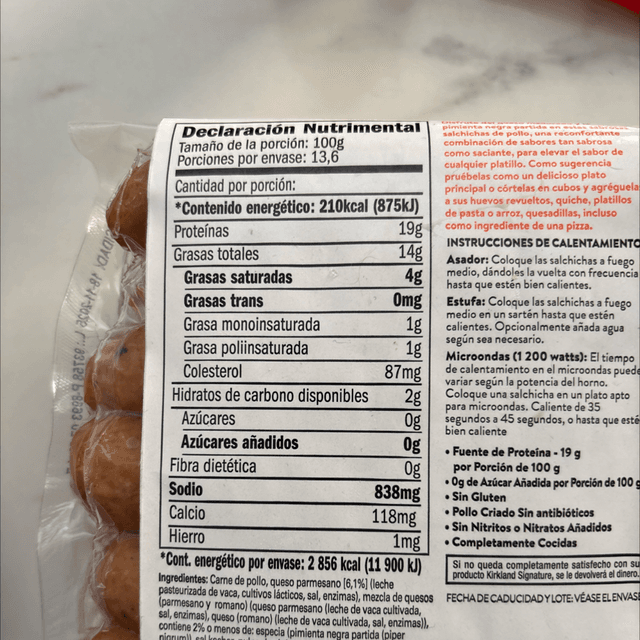 Declaración Nutrimental
Tamaño de la porción: 100g
Porciones por envase: 13,6
Cantidad por porción:
*Contenido energético: 210kcal (875kJ)
Proteínas 19g
Grasas totales 14g
Grasas saturadas 4g
Grasas trans 0mg
Grasa monoinsaturada 1g
Grasa poliinsaturada 1g
Colesterol 87mg
Hidratos de carbono disponibles 2g
Azúcares 0g
Azúcares añadidos 0g
Fibra dietética 0g
Sodio 838mg
Calcio 118mg
Hierro 1mg
*Cont. energético por envase: 2 856 kcal (11 900 kJ)
Ingredientes: Carne de pollo, queso parmesano [6,1%] (leche
pasteurizada de vaca, cultivos lácticos, sal, enzimas), mezcla de quesos
(parmesano y romano) (queso parmesano (leche de vaca cultivada,
sal, enzimas), queso (romano) (leche de vaca cultivada, sal, enzimas)),
contiene 2% o menos de: especia (pimienta negra partida (piper
pimienta negra partida en estas
salchichas de pollo, una reconfortante
combinación de sabores tan sabrosa
como saciante, para elevar el sabor de
cualquier platillo. Como sugerencia
pruébelas como un delicioso plato
principal o córtelas en cubos y agréguela
a sus huevos revueltos, quiche, platillos
de pasta o arroz, quesadillas, incluso
como ingrediente de una pizza.
INSTRUCCIONES DE CALENTAMIENTO
Asador: Coloque las salchichas a fuego
medio, dándoles la vuelta con frecuencia
hasta que estén bien calientes.
Estufa: Coloque las salchichas a fuego
medio en un sartén hasta que estén
calientes. Opcionalmente añada agua
según sea necesario.
Microondas (1 200 watts): El tiempo
de calentamiento en el microondas puede
variar según la potencia del horno.
Coloque una salchicha en un plato apto
para microondas. Caliente de 35
segundos a 45 segundos, o hasta que esté
bien caliente
• Fuente de Proteína - 19 g
por Porción de 100 g
• 0g de Azúcar Añadida por Porción de 100 g
• Sin Gluten
• Pollo Criado Sin antibióticos
• Sin Nitritos o Nitratos Añadidos
• Completamente Cocidas
Si no queda completamente satisfecho con su
producto Kirkland Signature, se le devolverá el dinero.
FECHA DE CADUCIDAD Y LOTE: VÉASE EL ENVASE